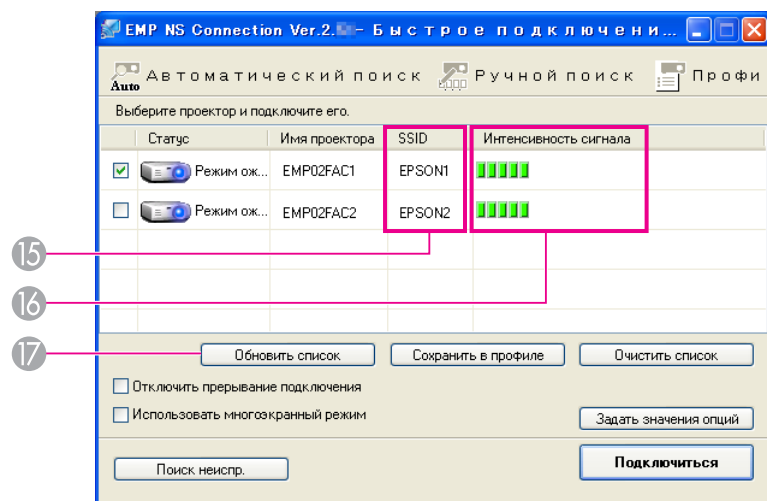 EMP NS Connection Ver.2. - Быстрое подключени...
Auto Автоматический поиск Ручной поиск Профи
Выберите проектор и подключите его.
Статус Имя проектора SSID Интенсивность сигнала
Режим ож... EMP02FAC1 EPSON1
Режим ож... EMP02FAC2 EPSON2
15
16
17 Обновить список Сохранить в профиле Очистить список
Отключить прерывание подключения
Использовать многоэкранный режим Задать значения опций
Поиск неиспр. Подключиться